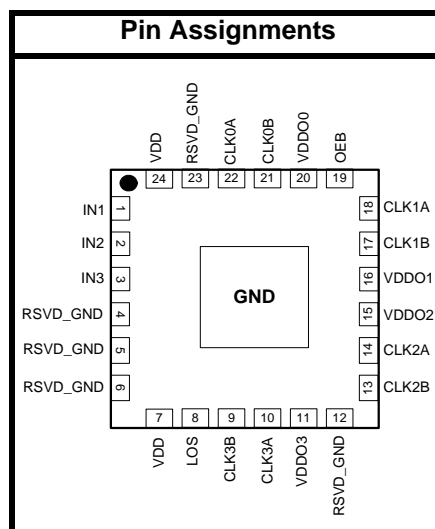 Pin Assignments
VDD
RSVD_GND
CLK0A
CLK0B
VDDO0
OEB
24
23
22
21
20
19
IN1
1
IN2
2
IN3
3
RSVD_GND
4
RSVD_GND
5
RSVD_GND
6
GND
18
CLK1A
17
CLK1B
16
VDDO1
15
VDDO2
14
CLK2A
13
CLK2B
7
8
9
10
11
12
VDD
LOS
CLK3B
CLK3A
VDDO3
RSVD_GND